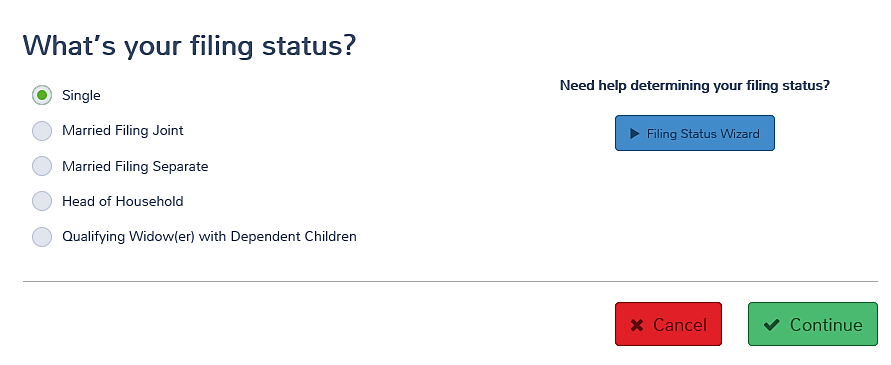 What's your filing status?
Single
Married Filing Joint
Married Filing Separate
Head of Household
Qualifying Widow(er) with Dependent Children
Need help determining your filing status?
Filing Status Wizard
Cancel
Continue